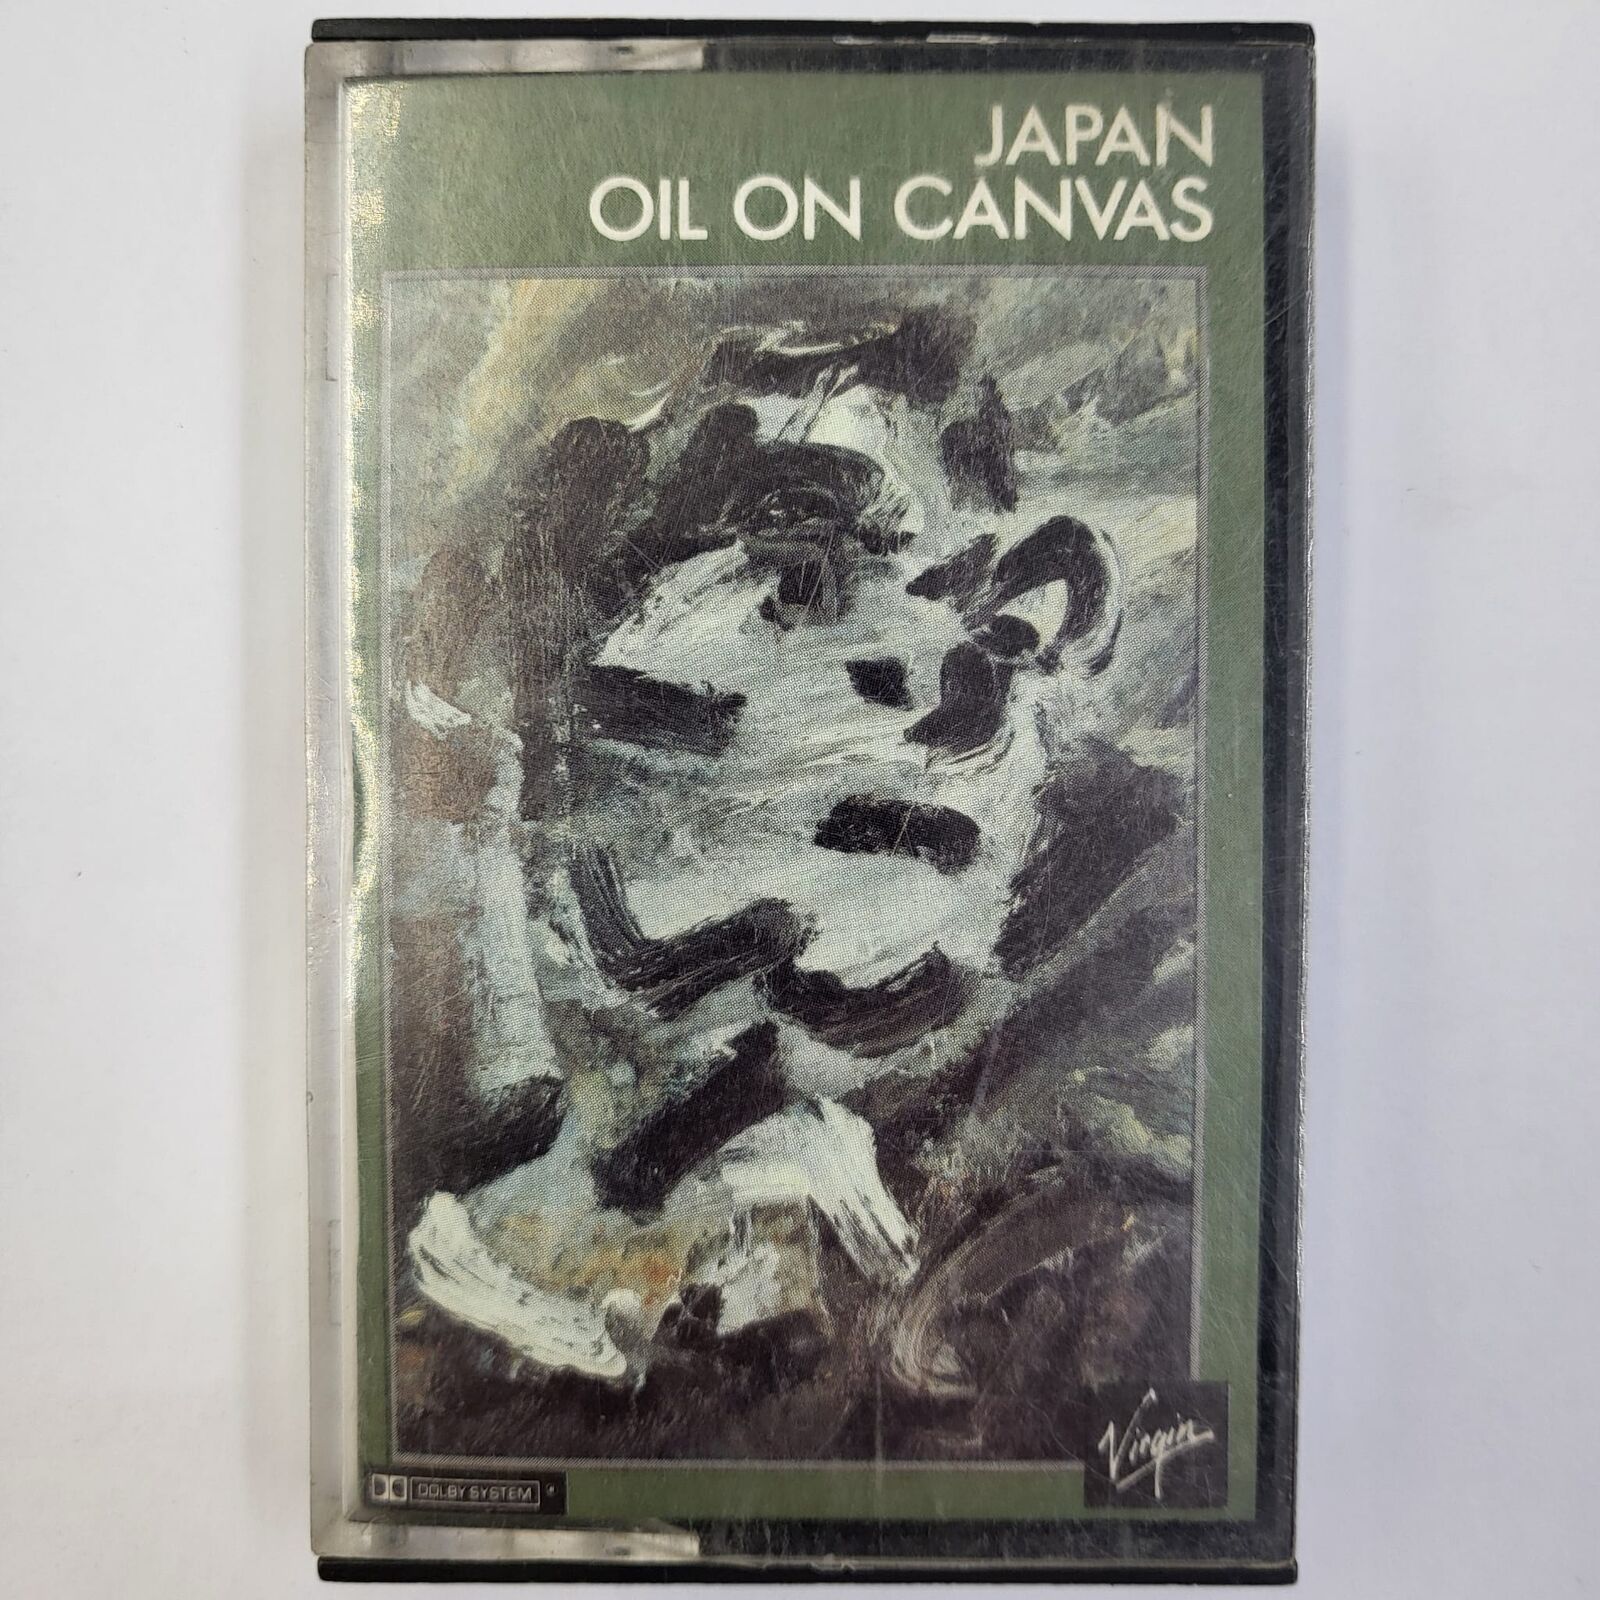 JAPAN
OIL ON CANVAS
Virgin
DOLBY SYSTEM